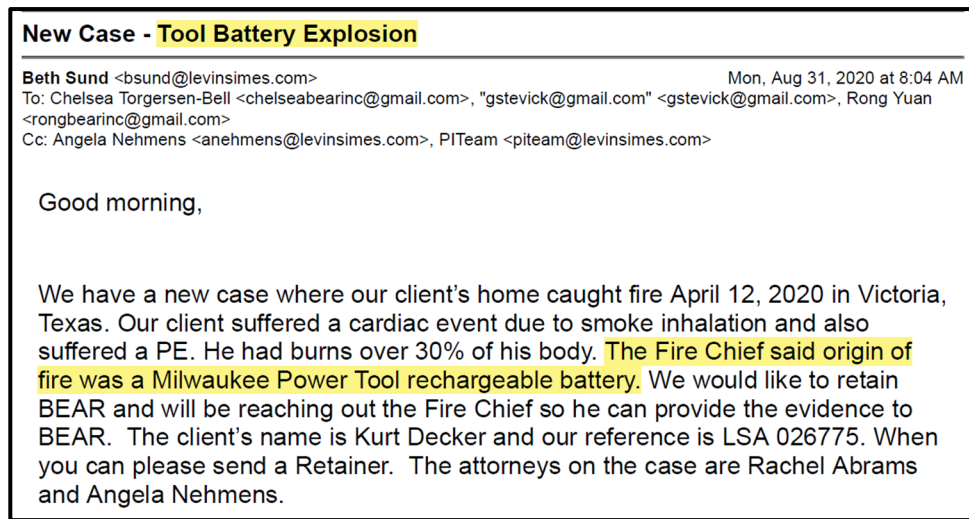 New Case - Tool Battery Explosion
Beth Sund <bsund@levinsimes.com> Mon, Aug 31, 2020 at 8:04 AM
To: Chelsea Torgersen-Bell <chelseabearinc@gmail.com>, "gstevick@gmail.com" <gstevick@gmail.com>, Rong Yuan
<rongbearinc@gmail.com>
Cc: Angela Nehmens <anehmens@levinsimes.com>, PITeam <piteam@levinsimes.com>
Good morning,
We have a new case where our client's home caught fire April 12, 2020 in Victoria,
Texas. Our client suffered a cardiac event due to smoke inhalation and also
suffered a PE. He had burns over 30% of his body. The Fire Chief said origin of
fire was a Milwaukee Power Tool rechargeable battery. We would like to retain
BEAR and will be reaching out the Fire Chief so he can provide the evidence to
BEAR.  The client's name is Kurt Decker and our reference is LSA 026775. When
you can please send a Retainer.  The attorneys on the case are Rachel Abrams
and Angela Nehmens.